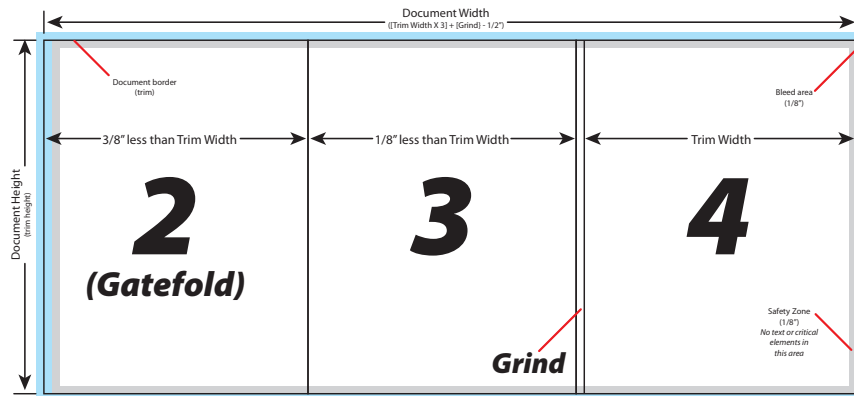 Document Width
([Trim Width X 3] + [Grind) - 1/2”)
Document border
(trim)
Bleed area
(1/8”)
3/8” less than Trim Width
1/8” less than Trim Width
Trim Width
Document Height
(trim height)
2
(Gatefold)
3
4
Grind
Safety Zone
(1/8”)
No text or critical
elements in
this area